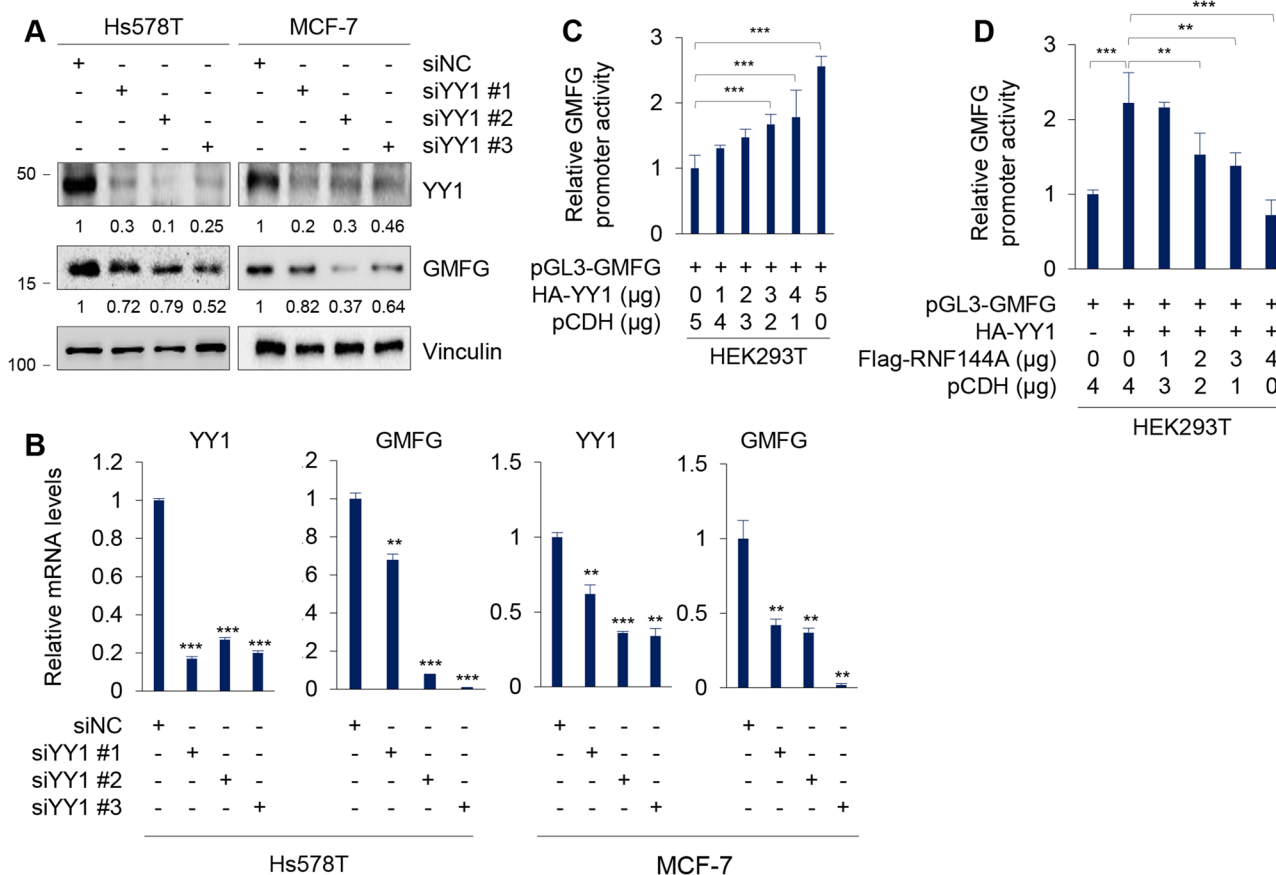 A
Hs578T
MCF-7
+ - - - + - - - siNC
- + - - - + - - siYY1 #1
- - + - - - + - siYY1 #2
- - - + - - - + siYY1 #3
50
YY1
1 0.3 0.1 0.25 1 0.2 0.3 0.46
GMFG
15
1 0.72 0.79 0.52 1 0.82 0.37 0.64
Vinculin
100
C
Relative GMFG
promoter activity
3
2
1
0
***
***
***
pGL3-GMFG + + + + + +
HA-YY1 (µg) 0 1 2 3 4 5
pCDH (µg) 5 4 3 2 1 0
HEK293T
D
Relative GMFG
promoter activity
3
2
1
0
***
**
*** **
pGL3-GMFG + + + + + +
HA-YY1 - + + + + +
Flag-RNF144A (µg) 0 0 1 2 3 4
pCDH (µg) 4 4 3 2 1 0
HEK293T
B
Relative mRNA levels
YY1
1.2
1
0.8
0.6
0.4
0.2
0
*** *** ***
GMFG
.2
1
.8
.6
.4
.2
0
** *** ***
YY1
1.5
1
0.5
0
** *** **
GMFG
1.5
1
0.5
0
** ** **
siNC + - - - + - - - + - - - + - - -
siYY1 #1 - + - - - + - - - + - - - + - -
siYY1 #2 - - + - - - + - - - + - - - + -
siYY1 #3 - - - + - - - + - - - + - - - +
Hs578T
MCF-7